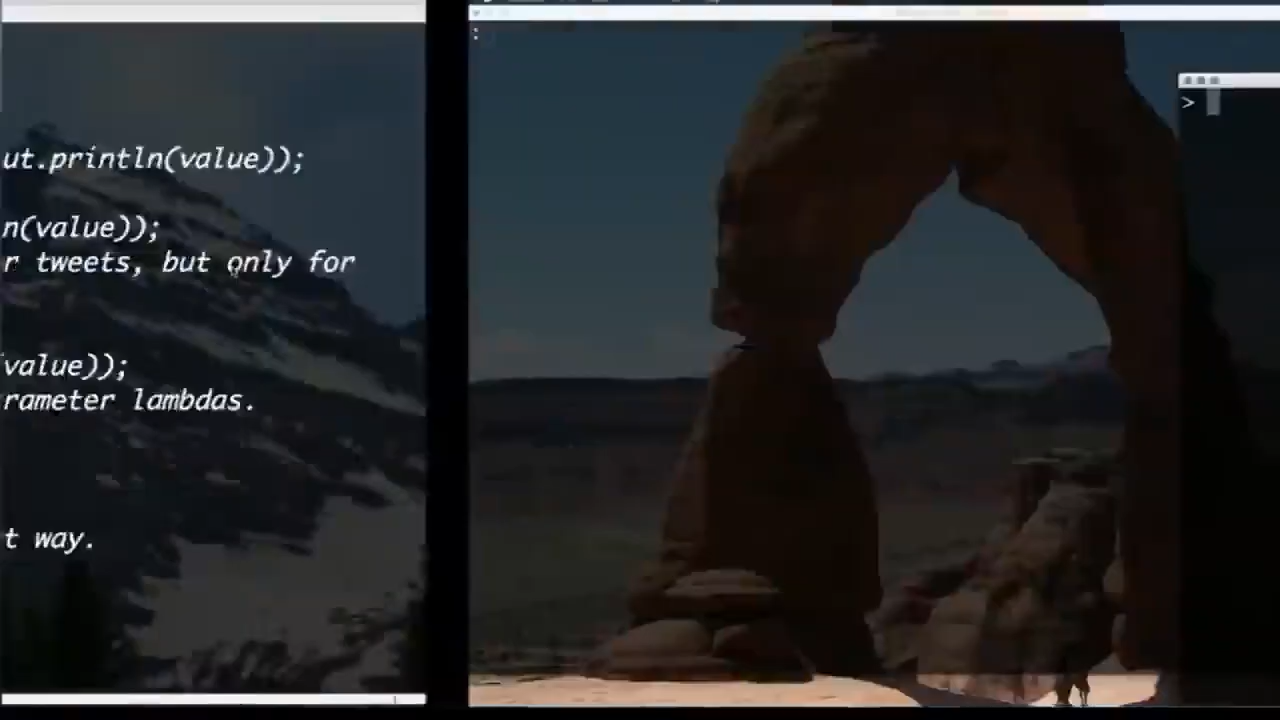 ut.println(value));
n(value));
r tweets, but only for
(value));
rameter lambdas.
t way.
:
>